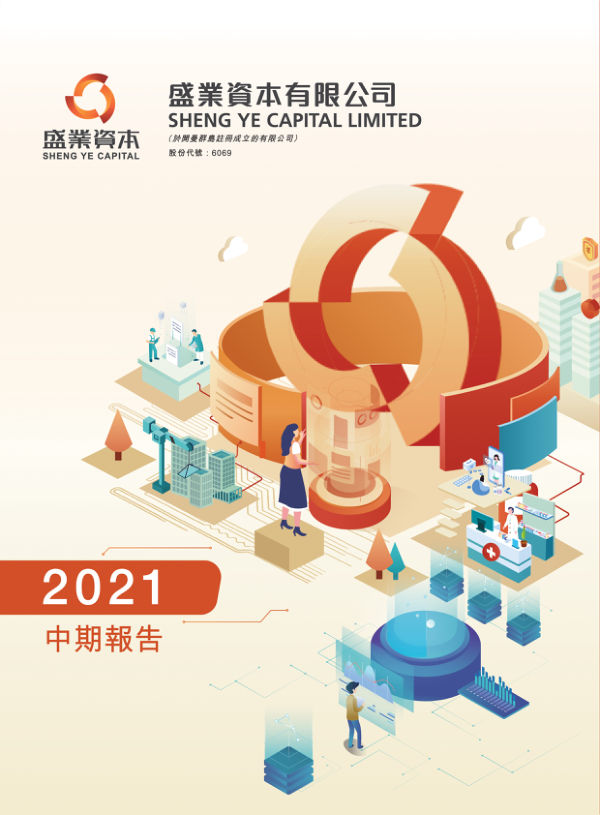 盛業資本
SHENG YE CAPITAL
盛業資本有限公司
SHENG YE CAPITAL LIMITED
(於開曼群島註冊成立的有限公司)
股份代號：6069
2021
中期報告